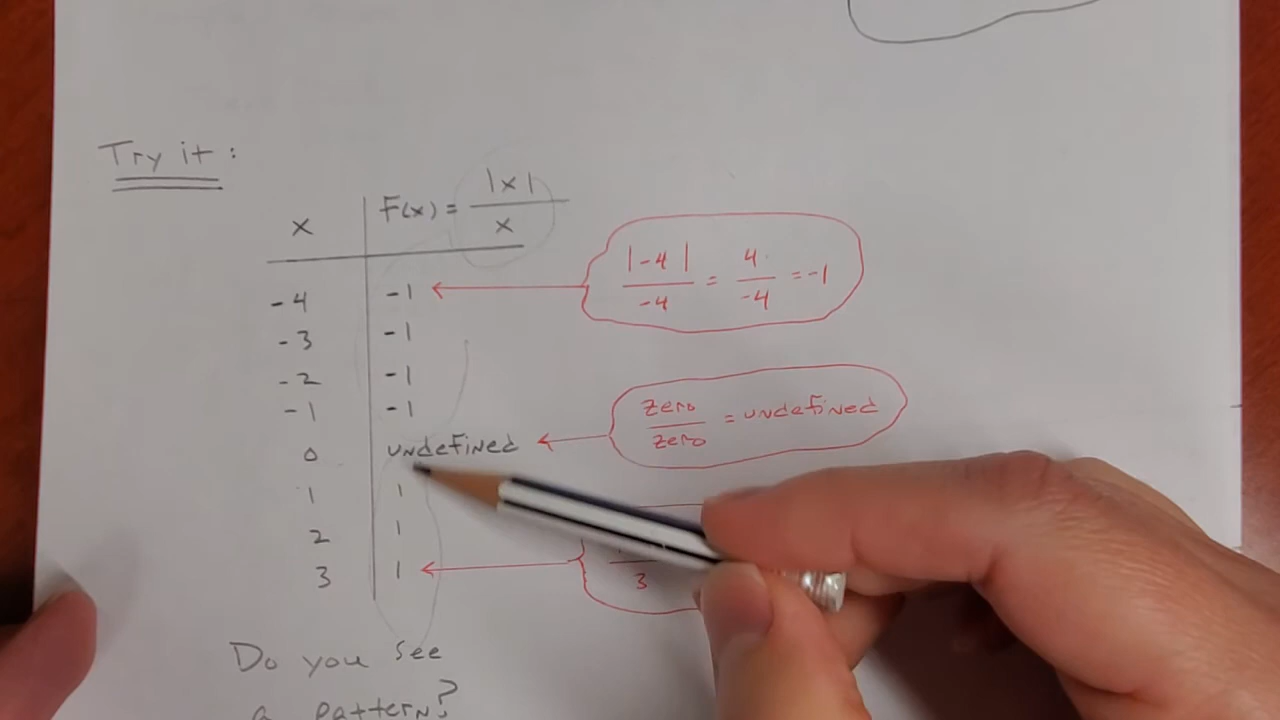 Try it:
x F(x) = |x| / x
-4 -1
|-4| / -4 = 4 / -4 = -1
-3 -1
-2 -1
-1 -1
0 undefined
zero / zero = undefined
1 1
2 1
3 1
3
Do you see
a pattern?